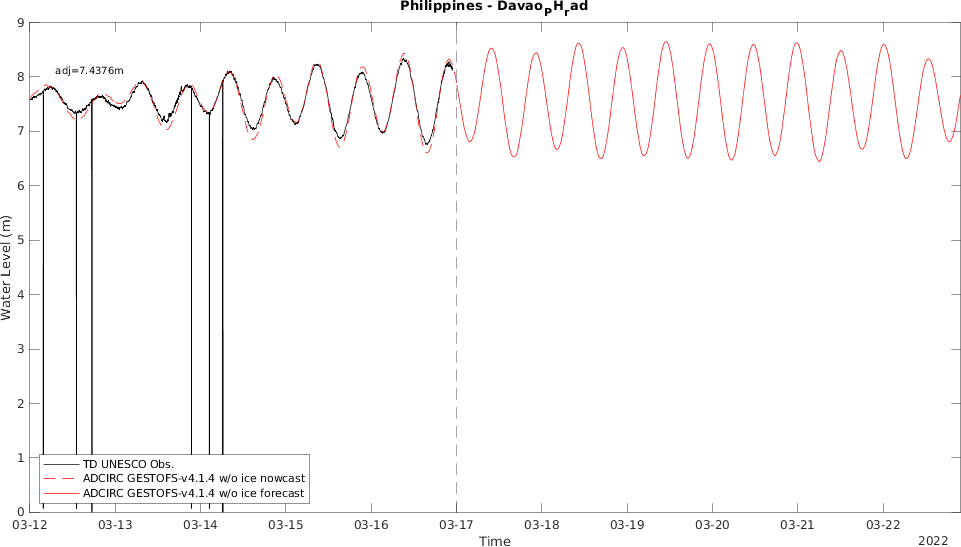 Philippines - DavaopHrad
adj=7.4376m
Water Level (m)
9
8
7
6
5
4
3
2
1
0
TD UNESCO Obs.
ADCIRC GESTOFS-v4.1.4 w/o ice nowcast
ADCIRC GESTOFS-v4.1.4 w/o ice forecast
03-12 03-13 03-14 03-15 03-16 03-17 03-18 03-19 03-20 03-21 03-22
Time
2022